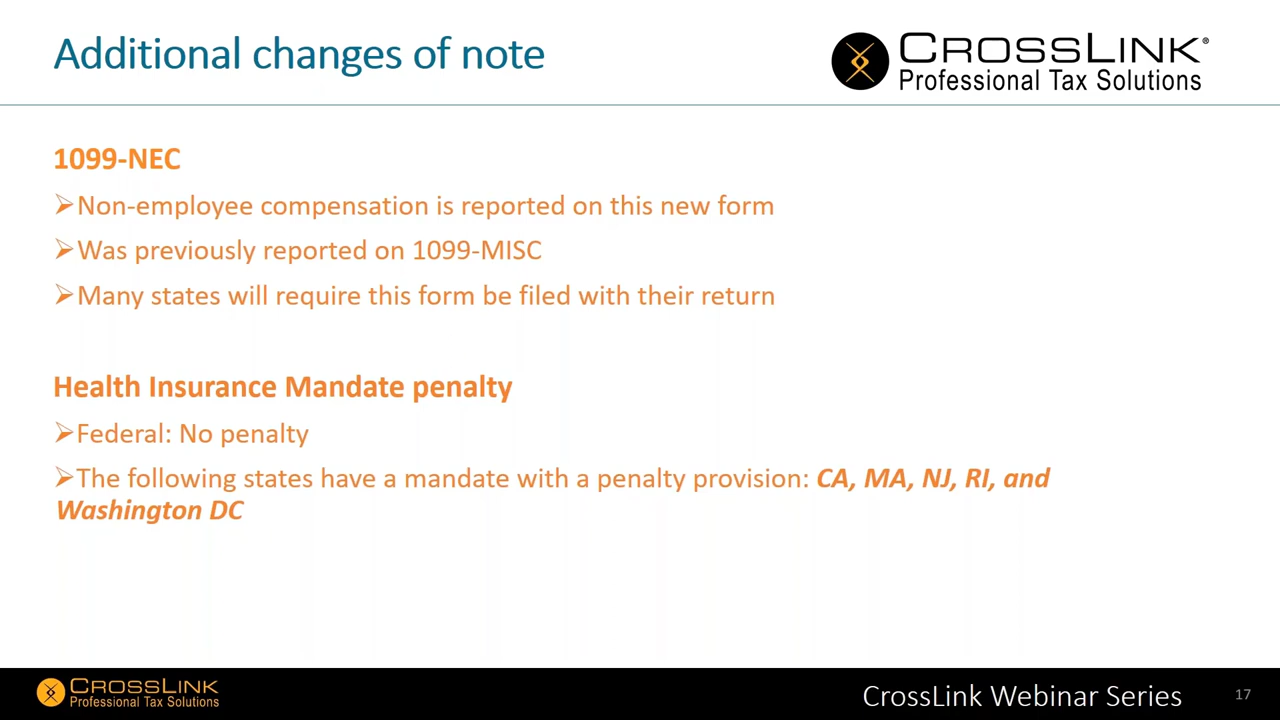 Additional changes of note
CROSSLINK®
Professional Tax Solutions
1099-NEC
➢Non-employee compensation is reported on this new form
➢Was previously reported on 1099-MISC
➢Many states will require this form be filed with their return
Health Insurance Mandate penalty
➢Federal: No penalty
➢The following states have a mandate with a penalty provision: CA, MA, NJ, RI, and
Washington DC
CROSSLINK
Professional Tax Solutions
CrossLink Webinar Series
17